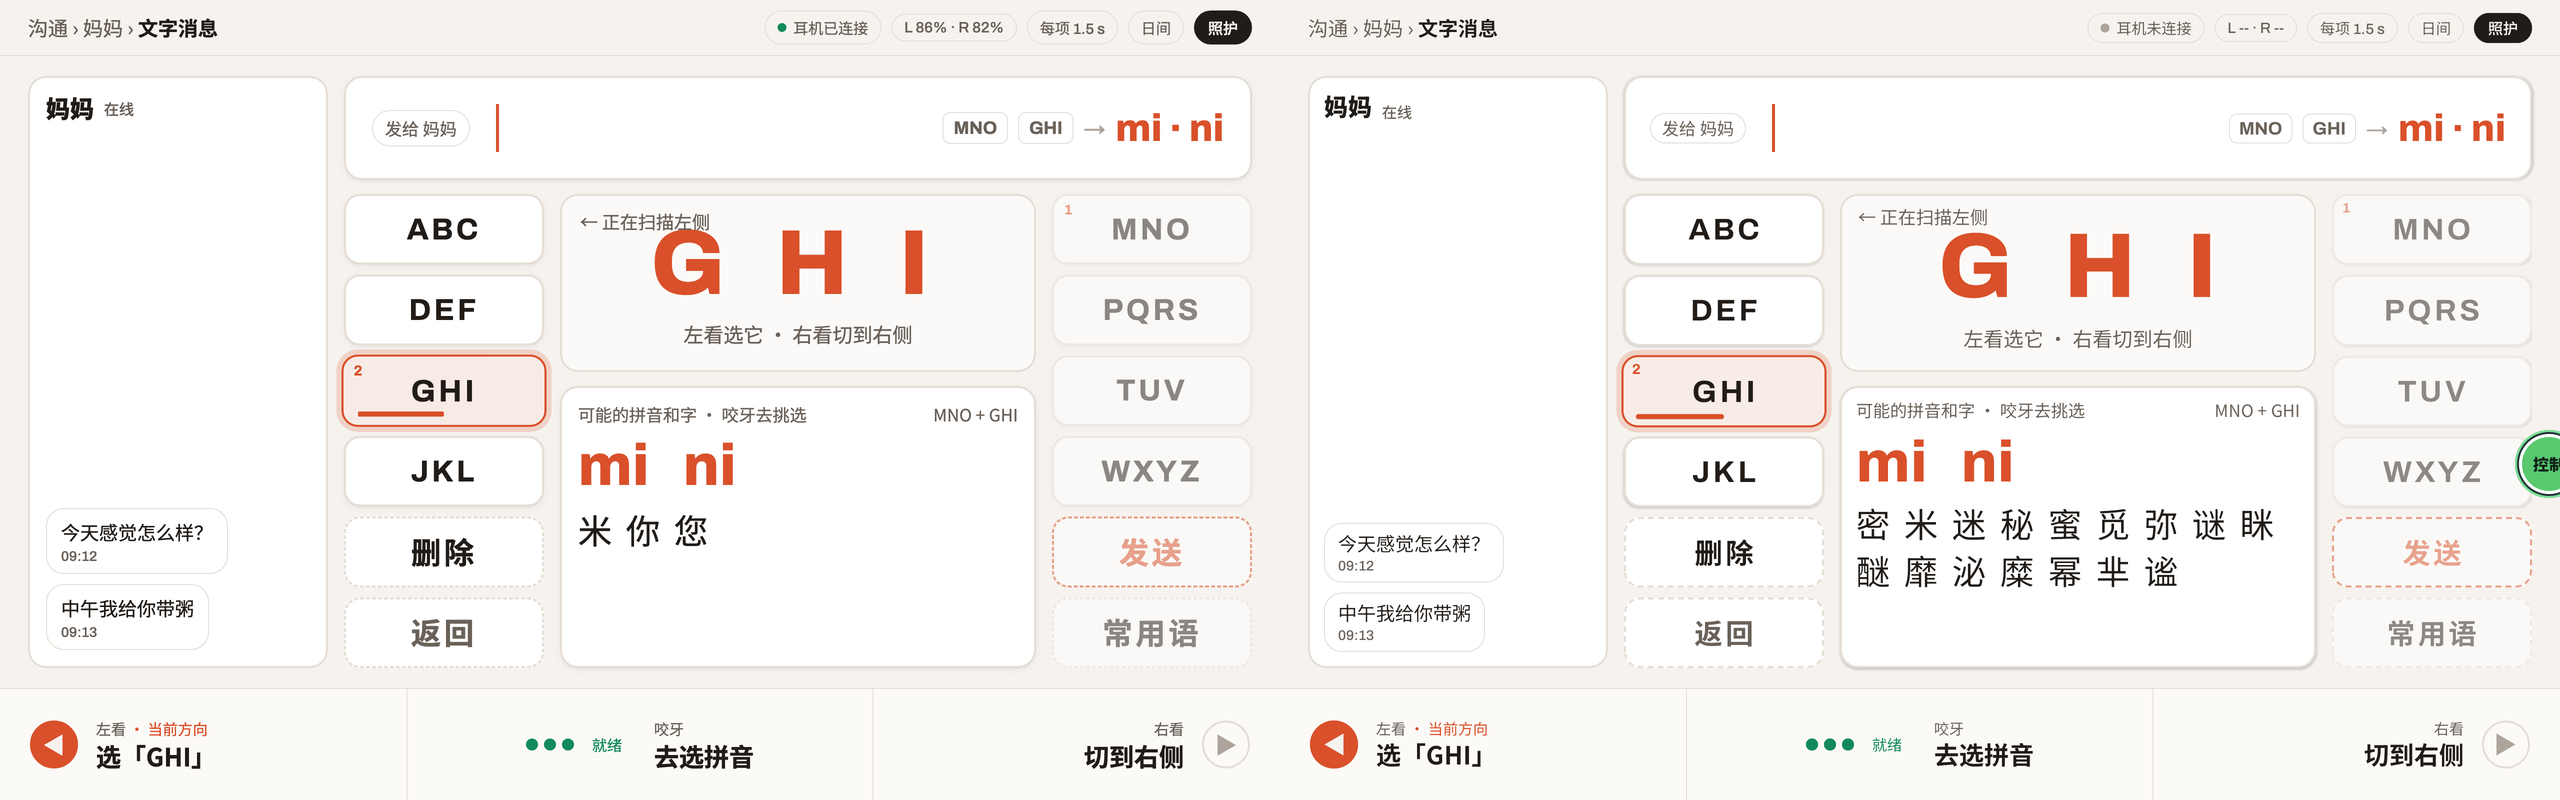 沟通 › 妈妈 › 文字消息
耳机已连接
L 86% · R 82%
每项 1.5 s
日间
照护
妈妈 在线
今天感觉怎么样？
09:12
中午我给你带粥
09:13
发给 妈妈
MNO GHI → mi · ni
ABC
DEF
2
GHI
JKL
删除
返回
← 正在扫描左侧
G H I
左看选它 · 右看切到右侧
可能的拼音和字 · 咬牙去挑选
MNO + GHI
mi ni
米 你 您
1
MNO
PQRS
TUV
WXYZ
发送
常用语
左看 · 当前方向
选「GHI」
就绪
咬牙
去选拼音
右看
切到右侧
沟通 › 妈妈 › 文字消息
耳机未连接
L -- · R --
每项 1.5 s
日间
照护
妈妈 在线
今天感觉怎么样？
09:12
中午我给你带粥
09:13
发给 妈妈
MNO GHI → mi · ni
ABC
DEF
2
GHI
JKL
删除
返回
← 正在扫描左侧
G H I
左看选它 · 右看切到右侧
可能的拼音和字 · 咬牙去挑选
MNO + GHI
mi ni
密 米 迷 秘 蜜 觅 弥 谜 眯
醚 靡 泌 糜 幂 芈 谧
1
MNO
PQRS
TUV
WXYZ
控制
发送
常用语
左看 · 当前方向
选「GHI」
就绪
咬牙
去选拼音
右看
切到右侧